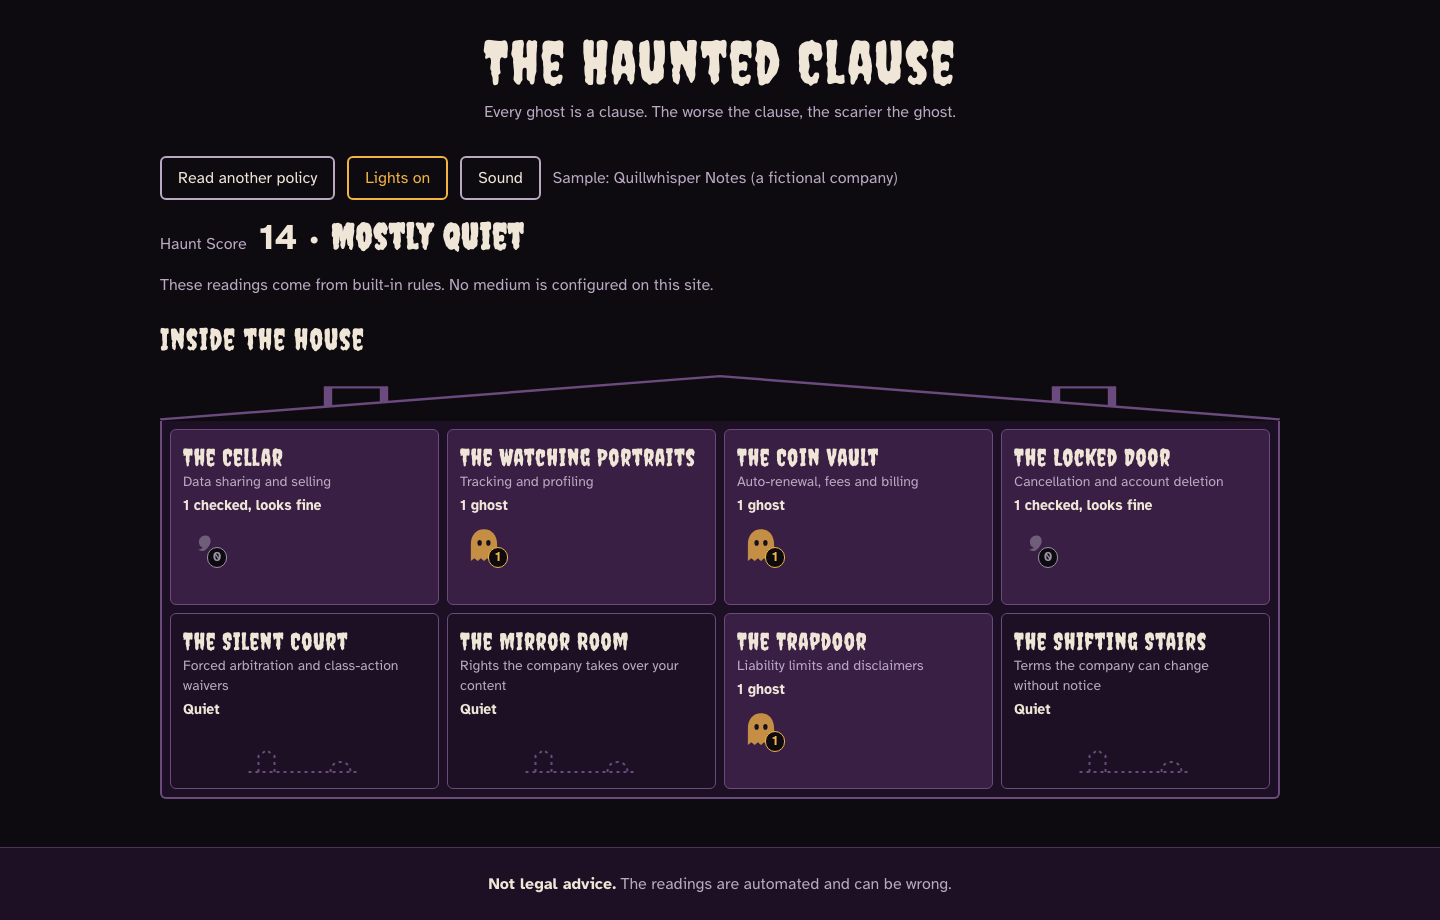 THE HAUNTED CLAUSE
Every ghost is a clause. The worse the clause, the scarier the ghost.
Read another policy
Lights on
Sound
Sample: Quillwhisper Notes (a fictional company)
Haunt Score 14 • MOSTLY QUIET
These readings come from built-in rules. No medium is configured on this site.
INSIDE THE HOUSE
THE CELLAR
Data sharing and selling
1 checked, looks fine
0
THE WATCHING PORTRAITS
Tracking and profiling
1 ghost
1
THE COIN VAULT
Auto-renewal, fees and billing
1 ghost
1
THE LOCKED DOOR
Cancellation and account deletion
1 checked, looks fine
0
THE SILENT COURT
Forced arbitration and class-action
waivers
Quiet
THE MIRROR ROOM
Rights the company takes over your
content
Quiet
THE TRAPDOOR
Liability limits and disclaimers
1 ghost
1
THE SHIFTING STAIRS
Terms the company can change
without notice
Quiet
Not legal advice. The readings are automated and can be wrong.